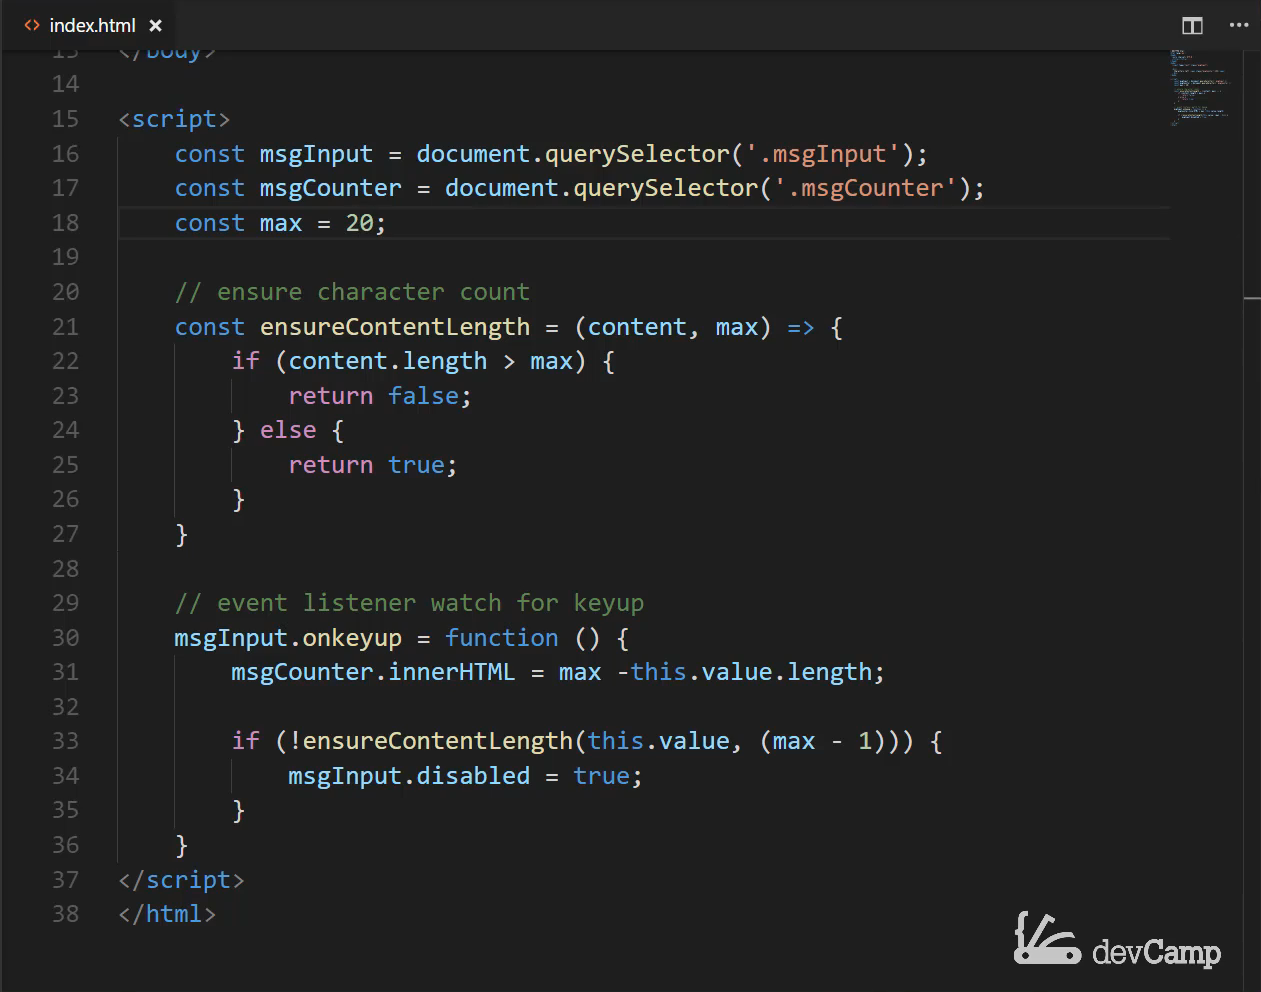 index.html
13 </body>
14
15 <script>
16     const msgInput = document.querySelector('.msgInput');
17     const msgCounter = document.querySelector('.msgCounter');
18     const max = 20;
19
20     // ensure character count
21     const ensureContentLength = (content, max) => {
22         if (content.length > max) {
23             return false;
24         } else {
25             return true;
26         }
27     }
28
29     // event listener watch for keyup
30     msgInput.onkeyup = function () {
31         msgCounter.innerHTML = max -this.value.length;
32
33         if (!ensureContentLength(this.value, (max - 1))) {
34             msgInput.disabled = true;
35         }
36     }
37 </script>
38 </html>
devCamp